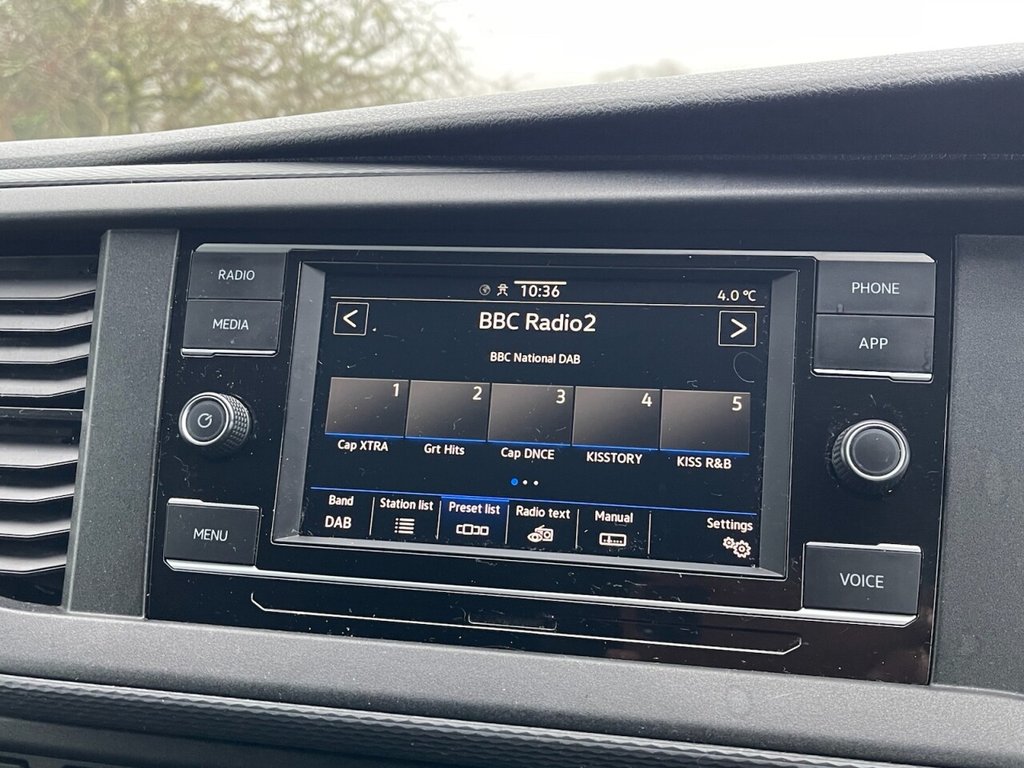 RADIO
MEDIA
MENU
10:36
4.0 °C
<
BBC Radio2
>
BBC National DAB
1 2 3 4 5
Cap XTRA Grt Hits Cap DNCE KISSTORY KISS R&B
Band Station list Preset list Radio text Manual Settings
DAB
PHONE
APP
VOICE